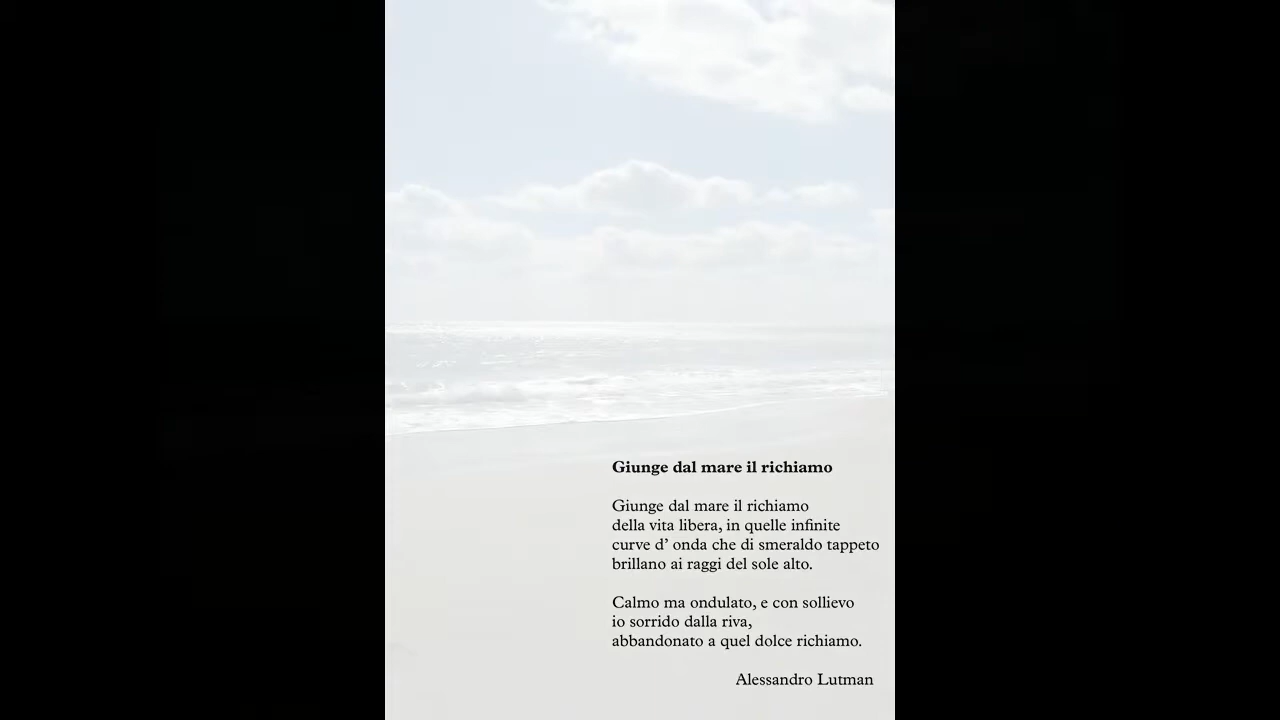 Giunge dal mare il richiamo
Giunge dal mare il richiamo
della vita libera, in quelle infinite
curve d’ onda che di smeraldo tappeto
brillano ai raggi del sole alto.
Calmo ma ondulato, e con sollievo
io sorrido dalla riva,
abbandonato a quel dolce richiamo.
Alessandro Lutman